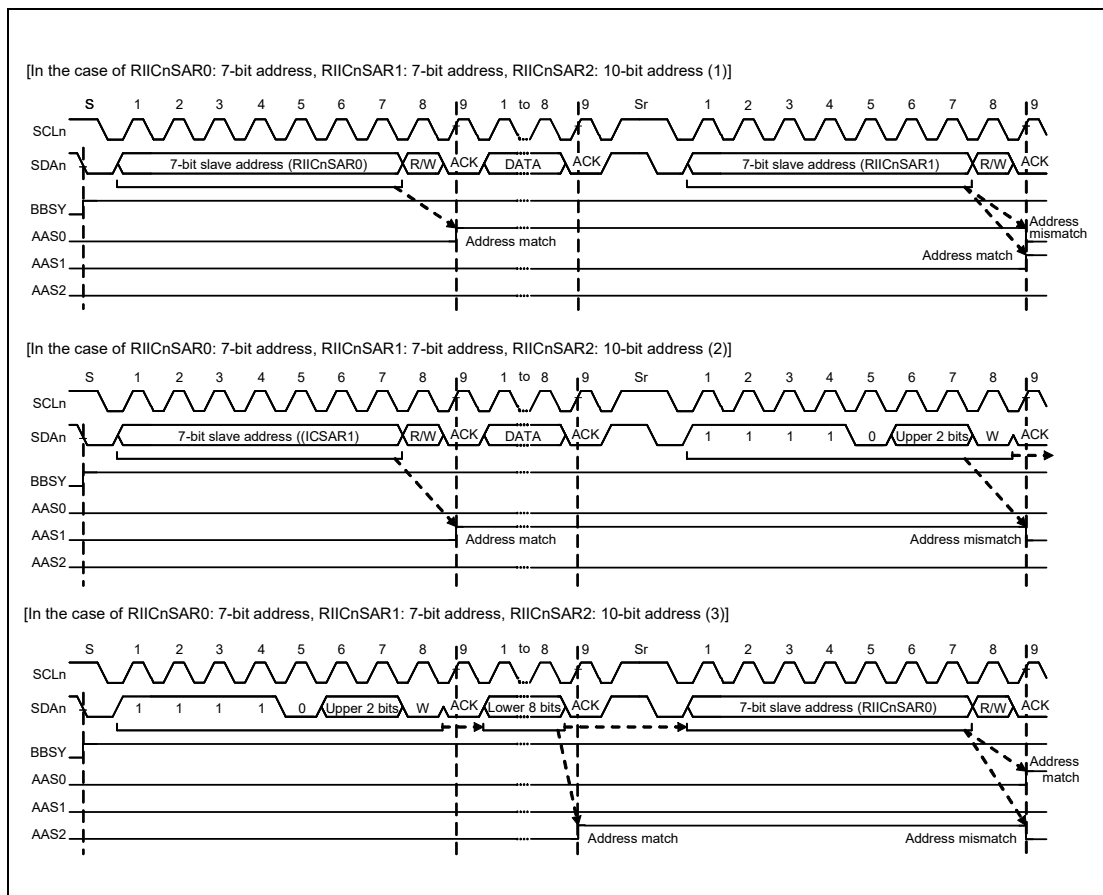 [In the case of RIICnSAR0: 7-bit address, RIICnSAR1: 7-bit address, RIICnSAR2: 10-bit address (1)]
S 1 2 3 4 5 6 7 8 9 1 to 8 9 Sr 1 2 3 4 5 6 7 8 9
SCLn
SDAn 7-bit slave address (RIICnSAR0) R/W ACK DATA ACK 7-bit slave address (RIICnSAR1) R/W ACK
BBSY
AAS0 Address match Address mismatch
AAS1 Address match
AAS2
[In the case of RIICnSAR0: 7-bit address, RIICnSAR1: 7-bit address, RIICnSAR2: 10-bit address (2)]
S 1 2 3 4 5 6 7 8 9 1 to 8 9 Sr 1 2 3 4 5 6 7 8 9
SCLn
SDAn 7-bit slave address ((ICSAR1) R/W ACK DATA ACK 1 1 1 1 0 Upper 2 bits W ACK
BBSY
AAS0
AAS1 Address match Address mismatch
AAS2
[In the case of RIICnSAR0: 7-bit address, RIICnSAR1: 7-bit address, RIICnSAR2: 10-bit address (3)]
S 1 2 3 4 5 6 7 8 9 1 to 8 9 Sr 1 2 3 4 5 6 7 8 9
SCLn
SDAn 1 1 1 1 0 Upper 2 bits W ACK Lower 8 bits ACK 7-bit slave address (RIICnSAR0) R/W ACK
BBSY
AAS0 Address match
AAS1
AAS2 Address match Address mismatch